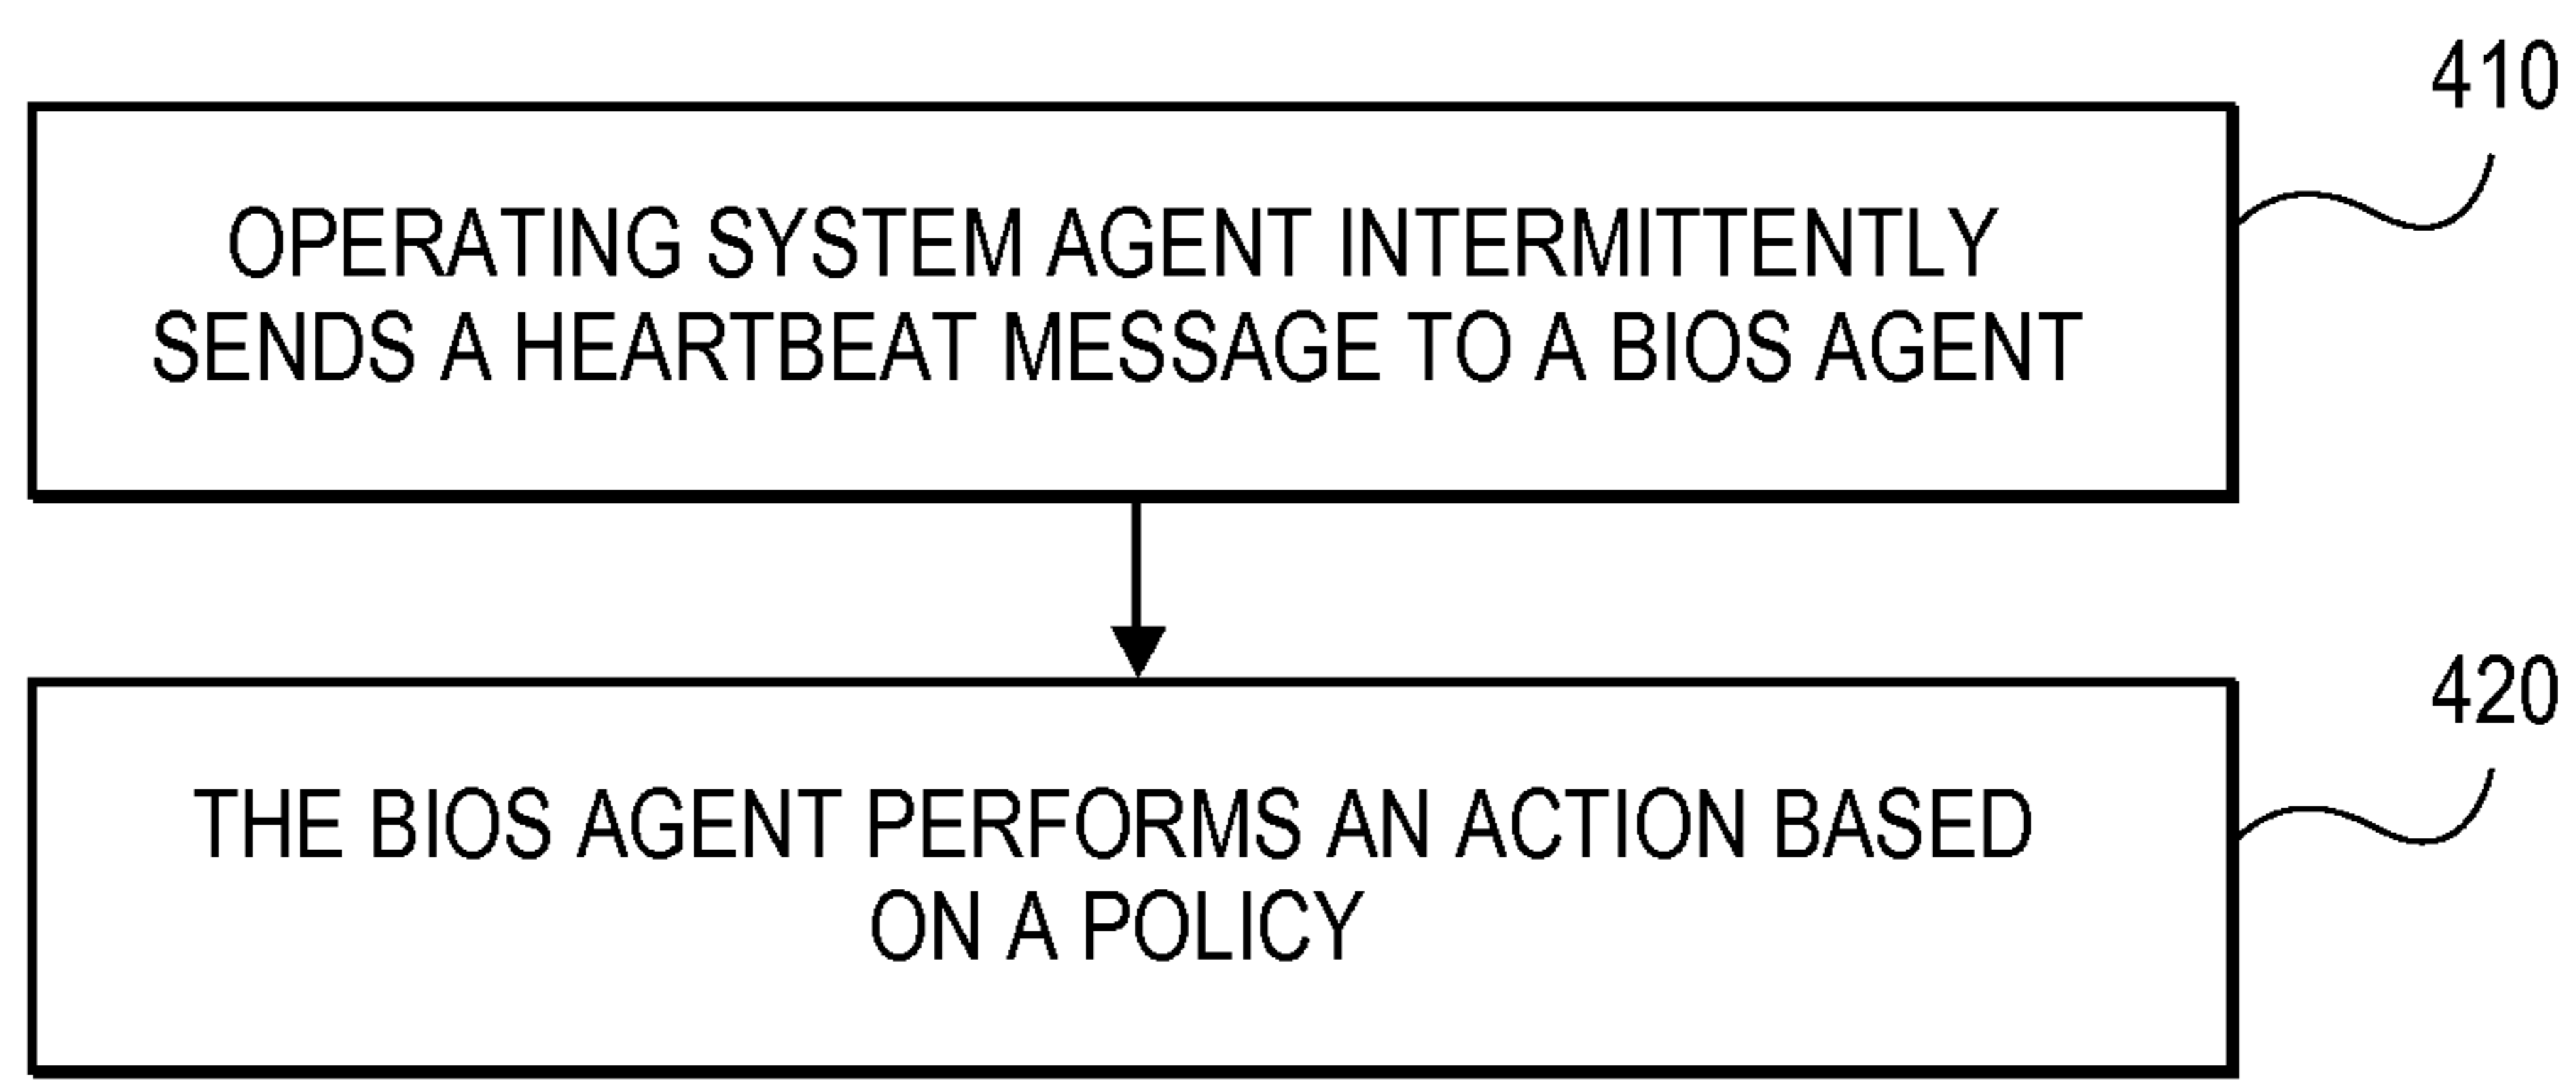 410
OPERATING SYSTEM AGENT INTERMITTENTLY
SENDS A HEARTBEAT MESSAGE TO A BIOS AGENT
420
THE BIOS AGENT PERFORMS AN ACTION BASED
ON A POLICY